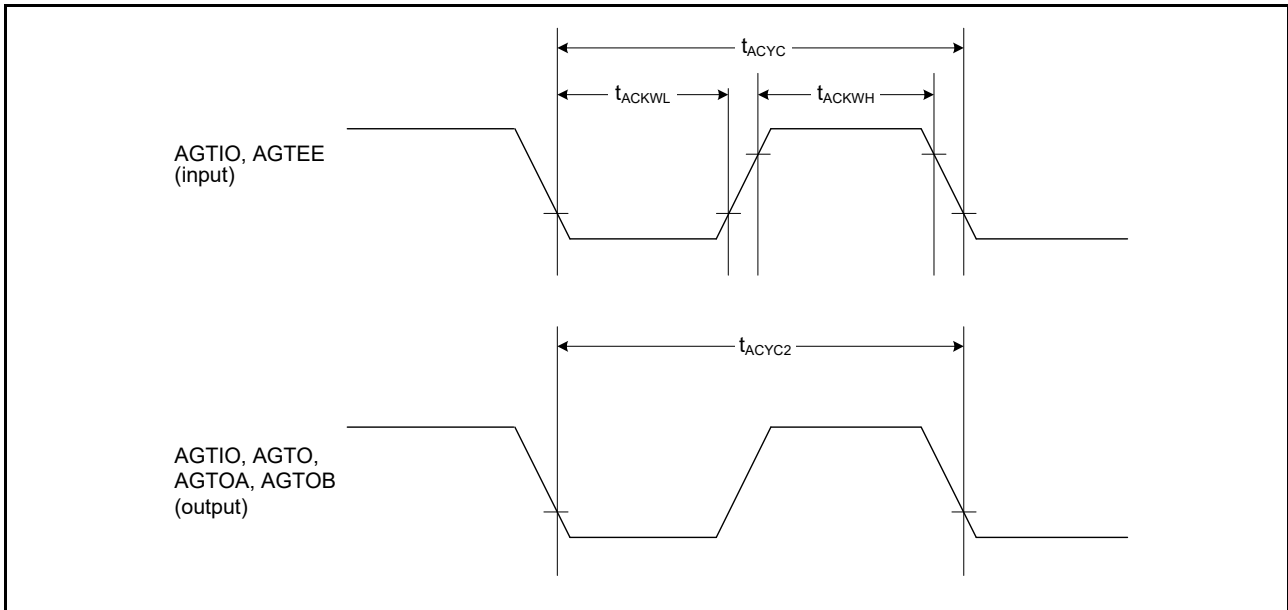 tACYC
tACKWL
tACKWH
AGTIO, AGTEE
(input)
tACYC2
AGTIO, AGTO,
AGTOA, AGTOB
(output)